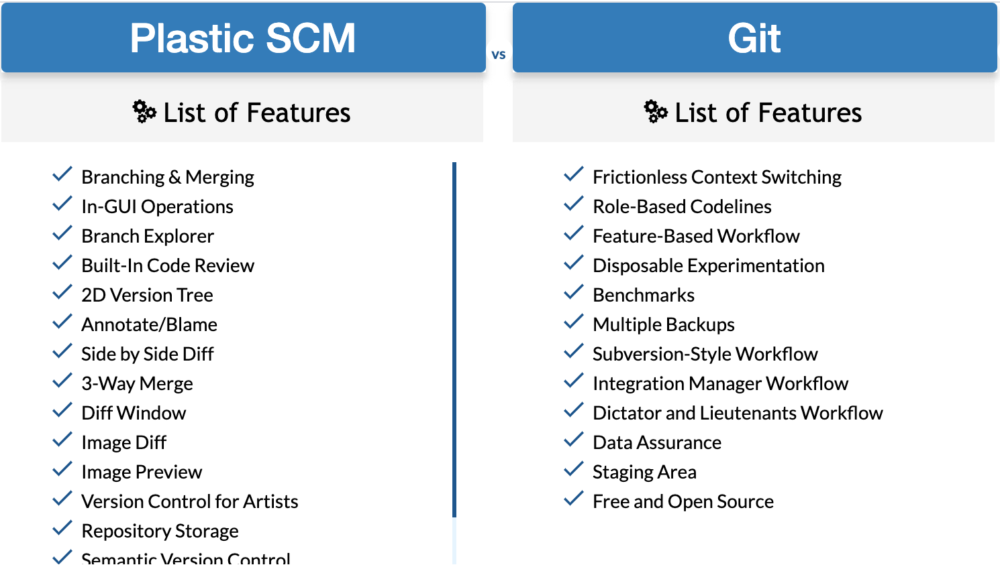 Plastic SCM
vs
Git
List of Features
List of Features
Branching & Merging
In-GUI Operations
Branch Explorer
Built-In Code Review
2D Version Tree
Annotate/Blame
Side by Side Diff
3-Way Merge
Diff Window
Image Diff
Image Preview
Version Control for Artists
Repository Storage
Semantic Version Control
Frictionless Context Switching
Role-Based Codelines
Feature-Based Workflow
Disposable Experimentation
Benchmarks
Multiple Backups
Subversion-Style Workflow
Integration Manager Workflow
Dictator and Lieutenants Workflow
Data Assurance
Staging Area
Free and Open Source